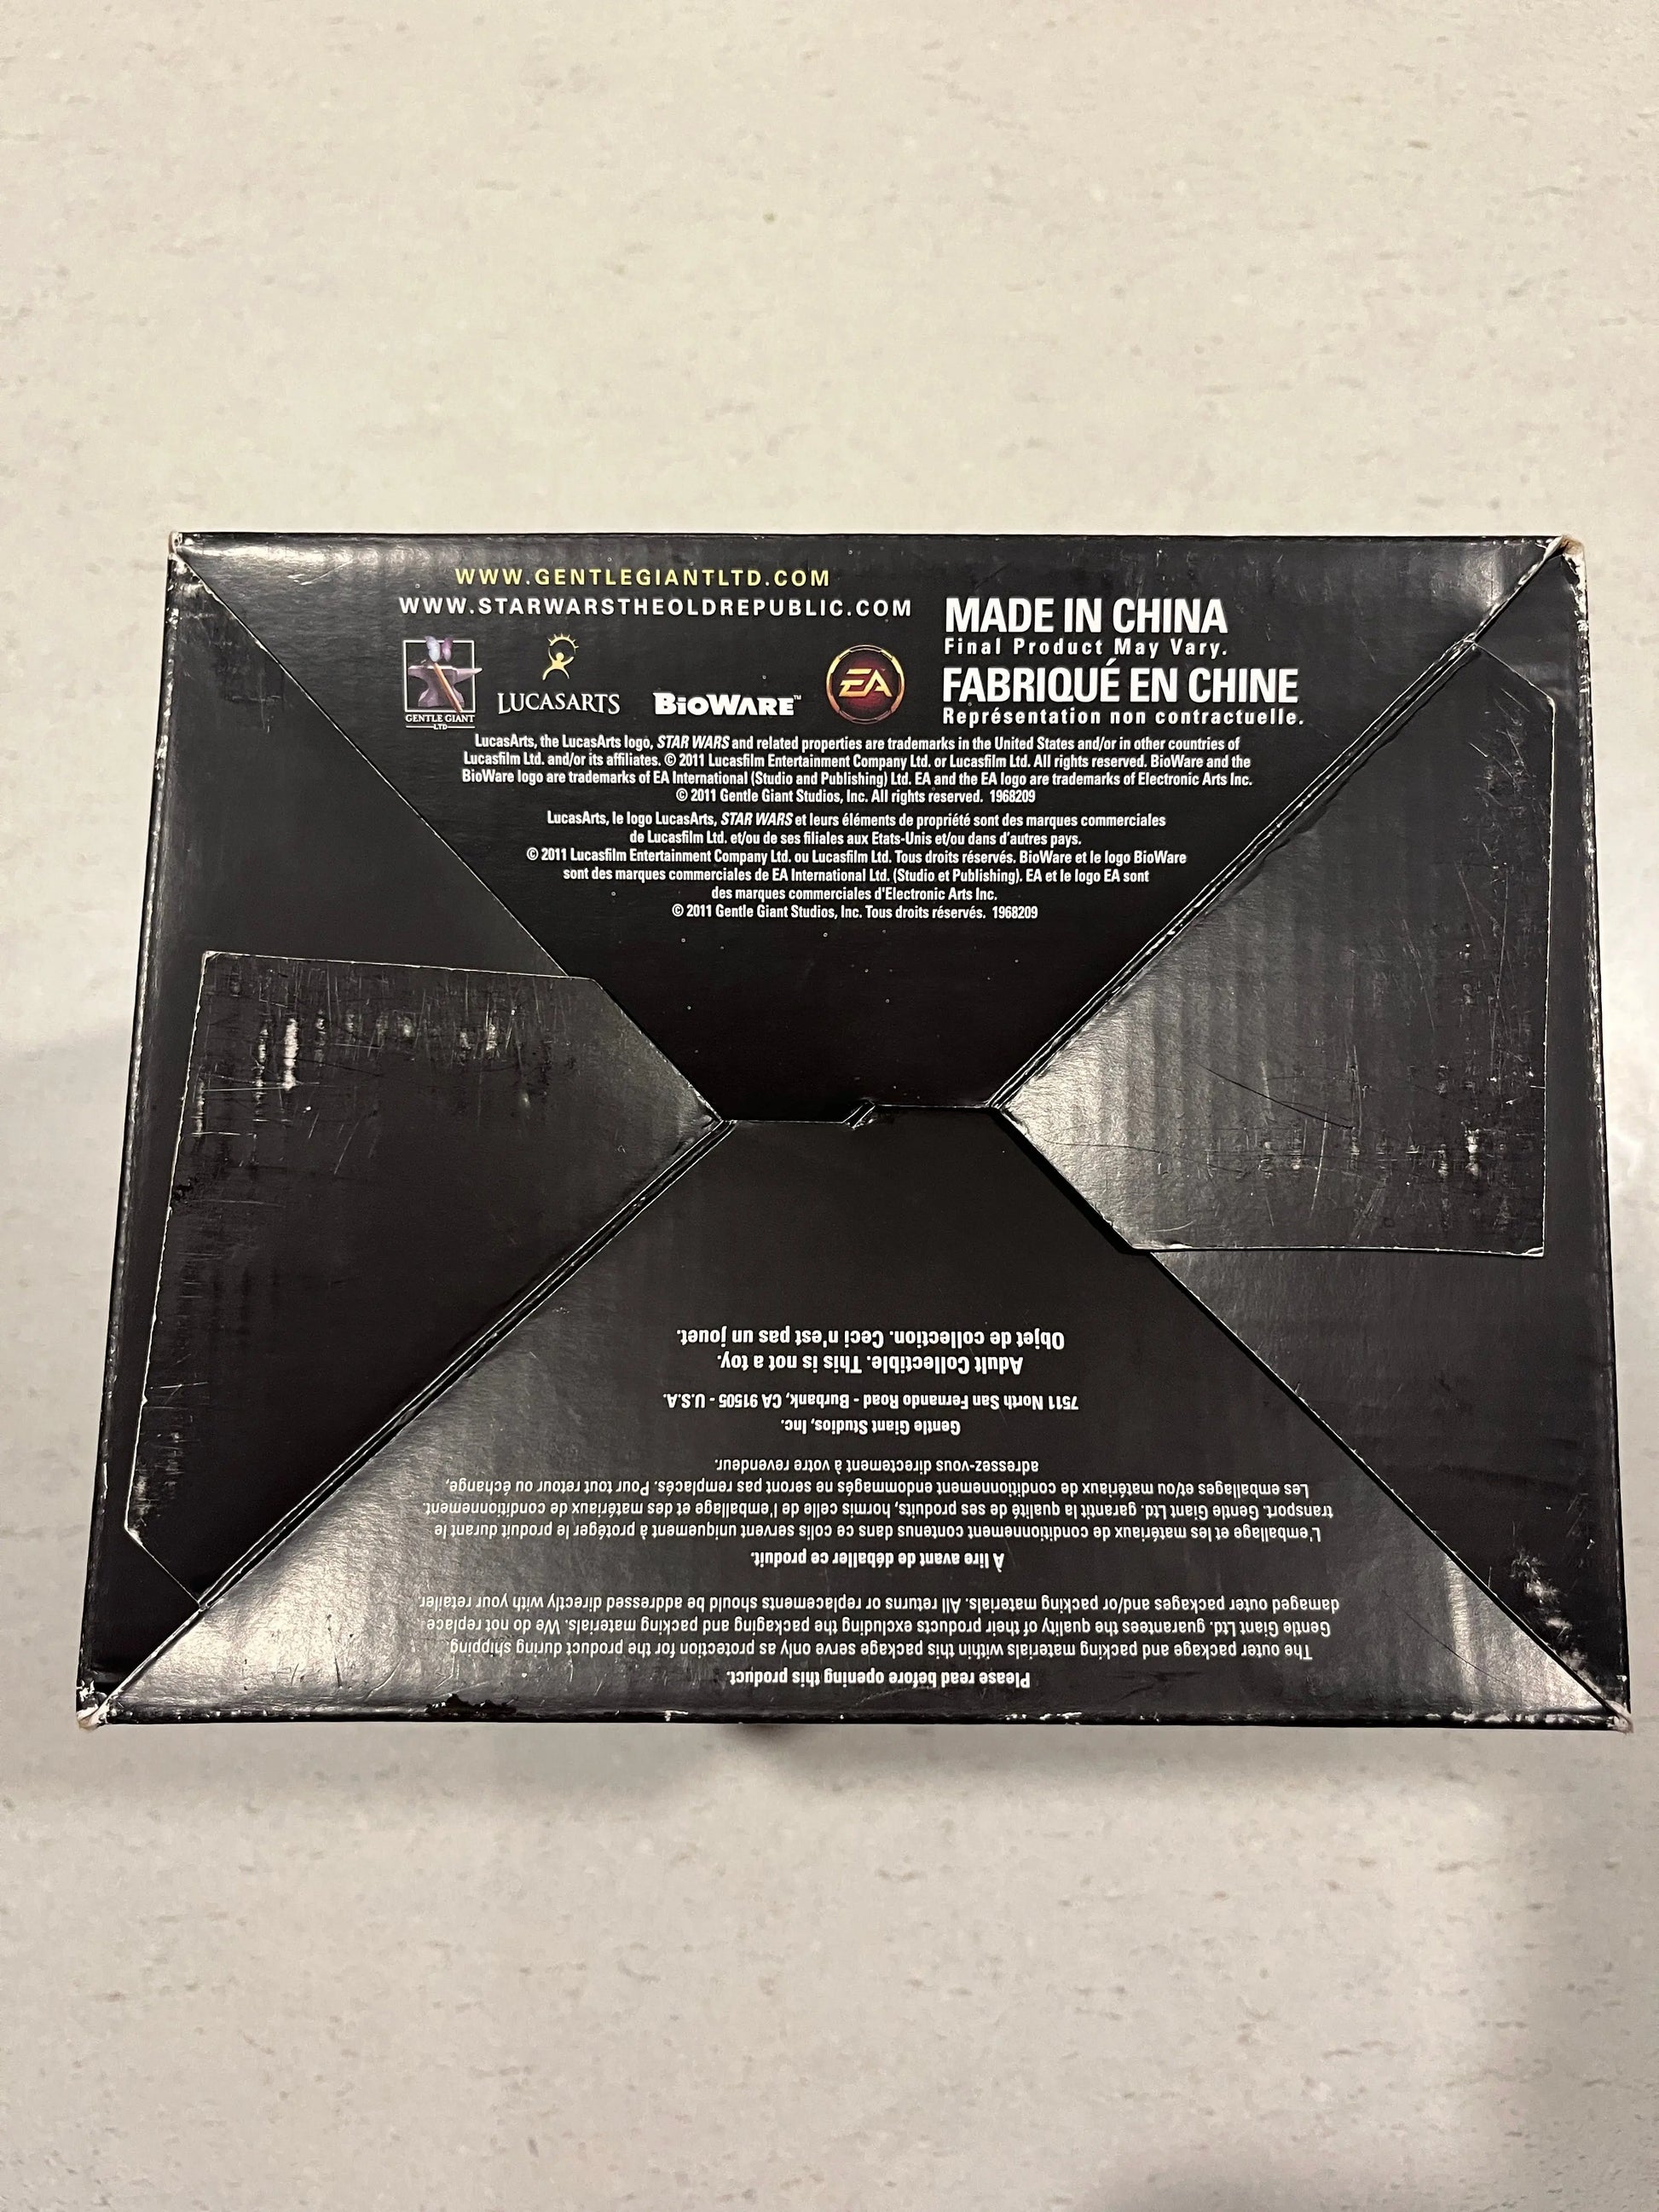 WWW.GENTLEGIANTLTD.COM
WWW.STARWARSTHEOLDREPUBLIC.COM
GENTLE GIANT
LTD
LUCASARTS
BIOWARE™
EA
MADE IN CHINA
Final Product May Vary.
FABRIQUÉ EN CHINE
Représentation non contractuelle.
LucasArts, the LucasArts logo, STAR WARS and related properties are trademarks in the United States and/or in other countries of
Lucasfilm Ltd. and/or its affiliates. © 2011 Lucasfilm Entertainment Company Ltd. or Lucasfilm Ltd. All rights reserved. BioWare and the
BioWare logo are trademarks of EA International (Studio and Publishing) Ltd. EA and the EA logo are trademarks of Electronic Arts Inc.
© 2011 Gentle Giant Studios, Inc. All rights reserved. 1968209
LucasArts, le logo LucasArts, STAR WARS et leurs éléments de propriété sont des marques commerciales
de Lucasfilm Ltd. et/ou de ses filiales aux Etats-Unis et/ou dans d'autres pays.
© 2011 Lucasfilm Entertainment Company Ltd. ou Lucasfilm Ltd. Tous droits réservés. BioWare et le logo BioWare
sont des marques commerciales de EA International Ltd. (Studio et Publishing). EA et le logo EA sont
des marques commerciales d'Electronic Arts Inc.
© 2011 Gentle Giant Studios, Inc. Tous droits réservés. 1968209
Please read before opening this product.
The outer package and packing materials within this package serve only as protection for the product during shipping.
Gentle Giant Ltd. guarantees the quality of their products excluding the packaging and packing materials. We do not replace
damaged outer packages and/or packing materials. All returns or replacements should be addressed directly with your retailer.
À lire avant de déballer ce produit.
L'emballage et les matériaux de conditionnement contenus dans ce colis servent uniquement à protéger le produit durant le
transport. Gentle Giant Ltd. garantit la qualité de ses produits, hormis celle de l'emballage et des matériaux de conditionnement.
Les emballages et/ou matériaux de conditionnement endommagés ne seront pas remplacés. Pour tout retour ou échange,
adressez-vous directement à votre revendeur.
Gentle Giant Studios, Inc.
7511 North San Fernando Road - Burbank, CA 91505 - U.S.A.
Adult Collectible. This is not a toy.
Objet de collection. Ceci n'est pas un jouet.